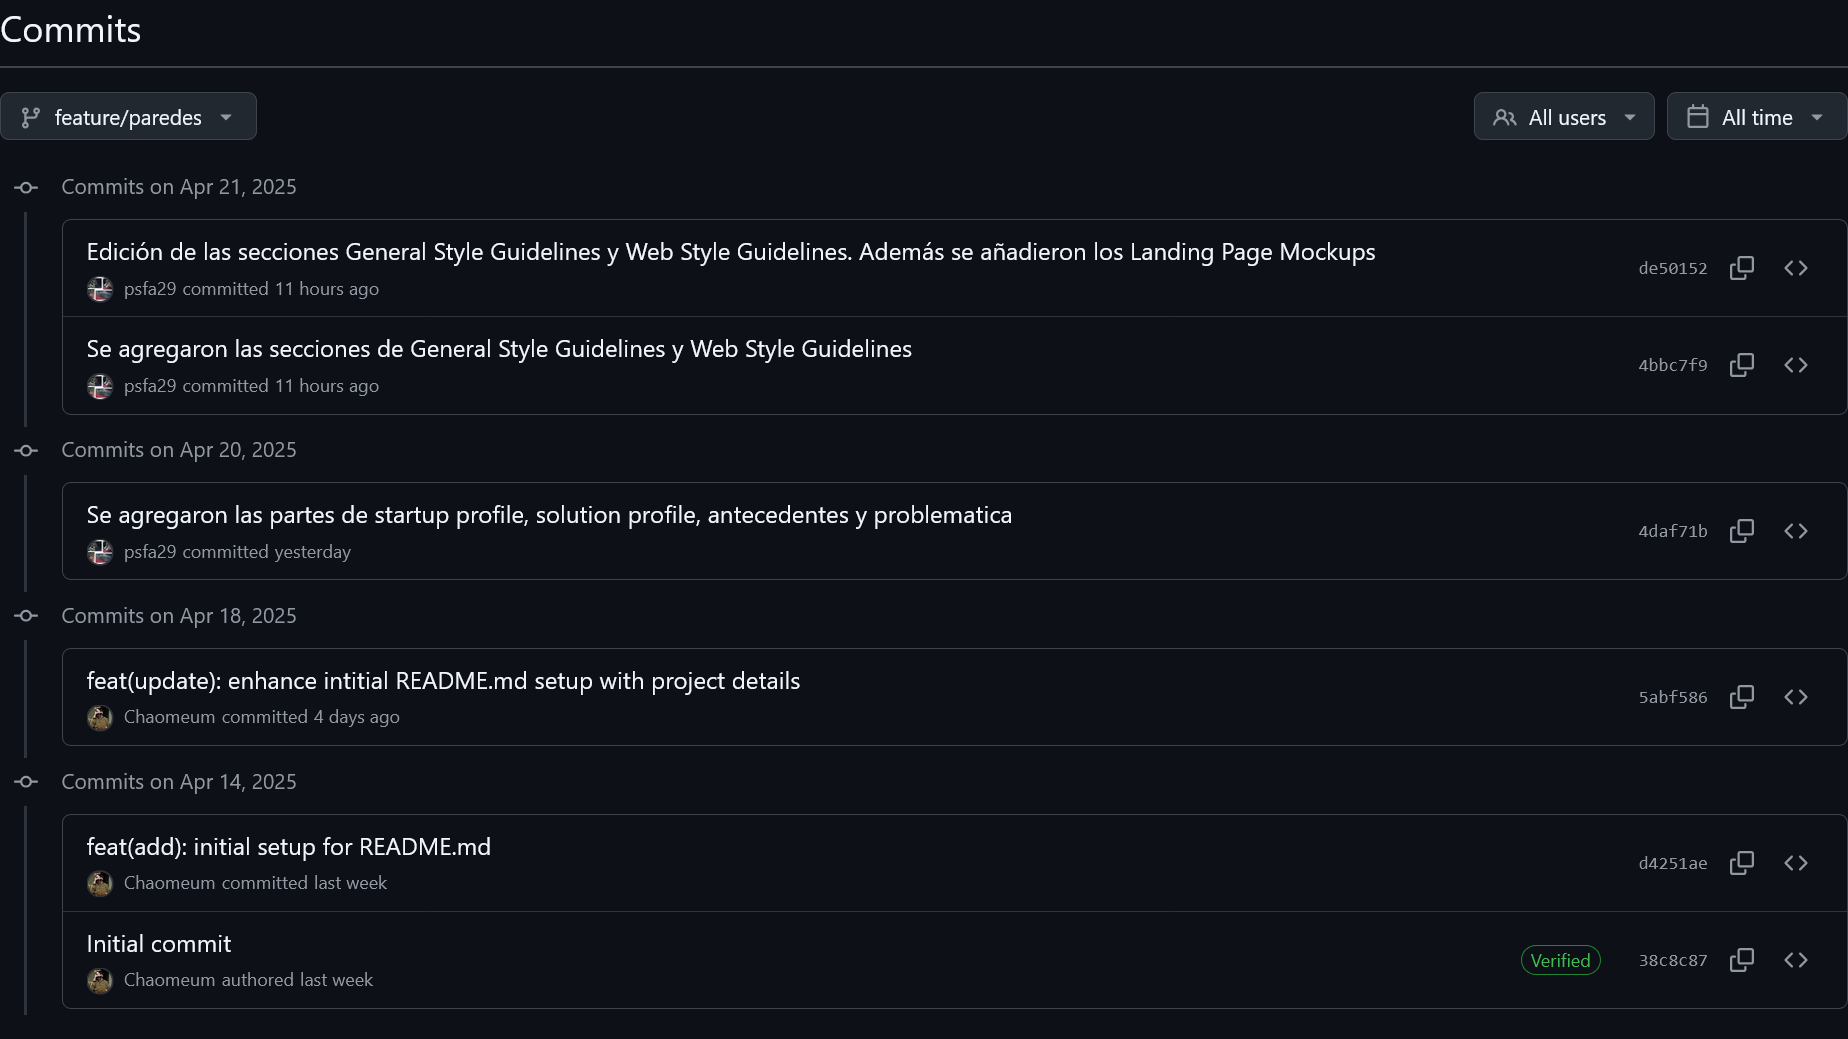 Commits
feature/paredes
All users
All time
Commits on Apr 21, 2025
Edición de las secciones General Style Guidelines y Web Style Guidelines. Además se añadieron los Landing Page Mockups
psfa29 committed 11 hours ago
de50152
Se agregaron las secciones de General Style Guidelines y Web Style Guidelines
psfa29 committed 11 hours ago
4bbc7f9
Commits on Apr 20, 2025
Se agregaron las partes de startup profile, solution profile, antecedentes y problematica
psfa29 committed yesterday
4daf71b
Commits on Apr 18, 2025
feat(update): enhance intitial README.md setup with project details
Chaomeum committed 4 days ago
5abf586
Commits on Apr 14, 2025
feat(add): initial setup for README.md
Chaomeum committed last week
d4251ae
Initial commit
Chaomeum authored last week
Verified
38c8c87